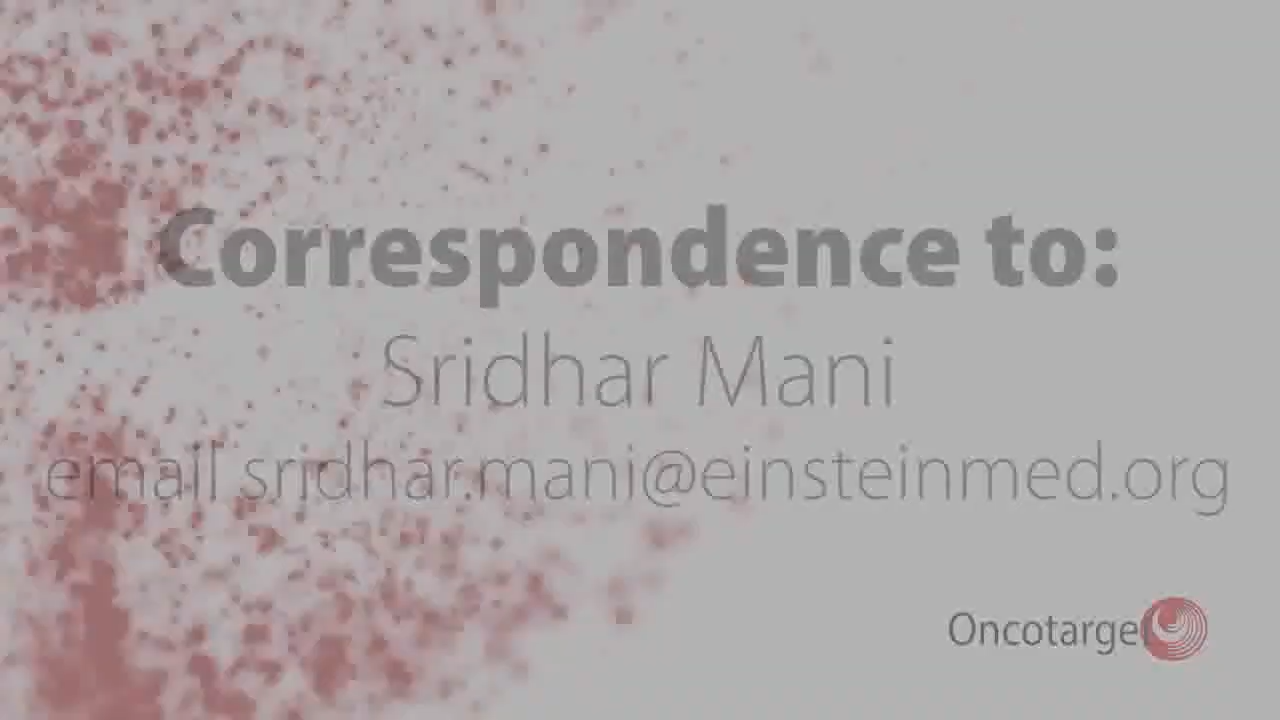 Correspondence to:
Sridhar Mani
email sridhar.mani@einsteinmed.org
Oncotarget